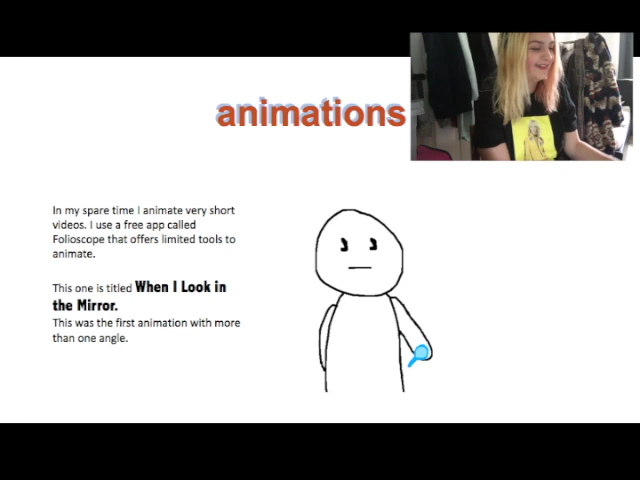 animations
In my spare time I animate very short
videos. I use a free app called
Folioscope that offers limited tools to
animate.
This one is titled When I Look in
the Mirror.
This was the first animation with more
than one angle.